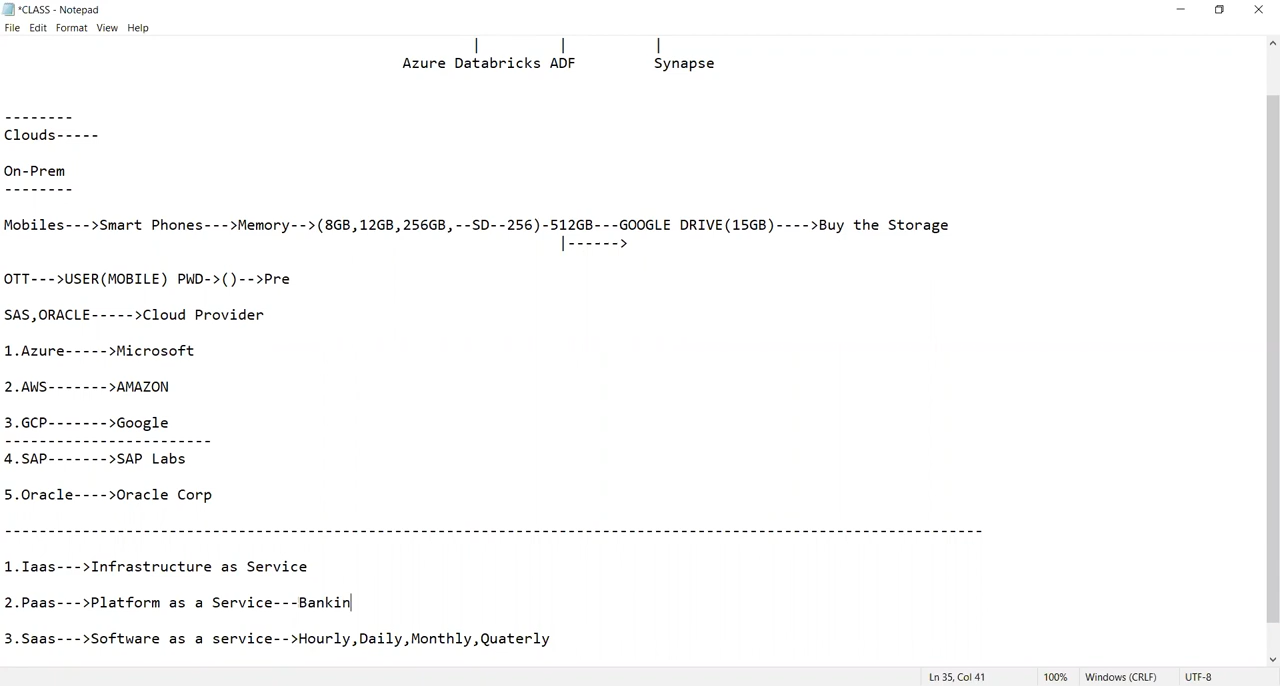 *CLASS - Notepad
File Edit Format View Help
| | |
Azure Databricks ADF Synapse
--------
Clouds-----
On-Prem
--------
Mobiles--->Smart Phones--->Memory-->(8GB,12GB,256GB,--SD--256)-512GB---GOOGLE DRIVE(15GB)---->Buy the Storage
|------>
OTT--->USER(MOBILE) PWD->()-->Pre
SAS,ORACLE----->Cloud Provider
1.Azure----->Microsoft
2.AWS------->AMAZON
3.GCP------->Google
------------------------
4.SAP------->SAP Labs
5.Oracle---->Oracle Corp
-----------------------------------------------------------------------------------------------------------------
1.Iaas--->Infrastructure as Service
2.Paas--->Platform as a Service---Bankin
3.Saas--->Software as a service-->Hourly,Daily,Monthly,Quaterly
Ln 35, Col 41 100% Windows (CRLF) UTF-8